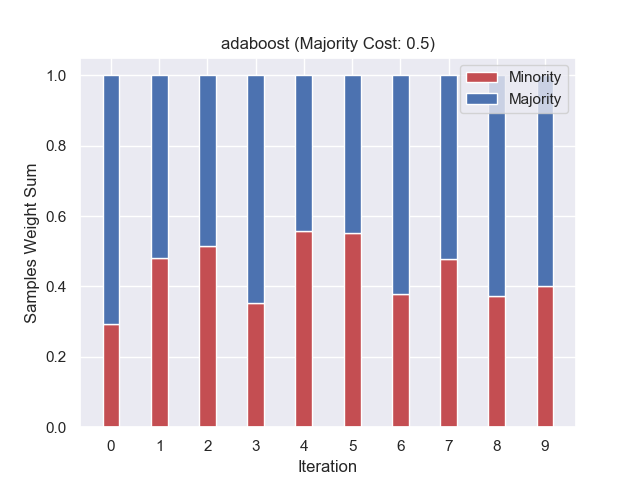 adaboost (Majority Cost: 0.5)
Minority
Majority
1.0
0.8
0.6
0.4
0.2
0.0
Samples Weight Sum
0 1 2 3 4 5 6 7 8 9
Iteration